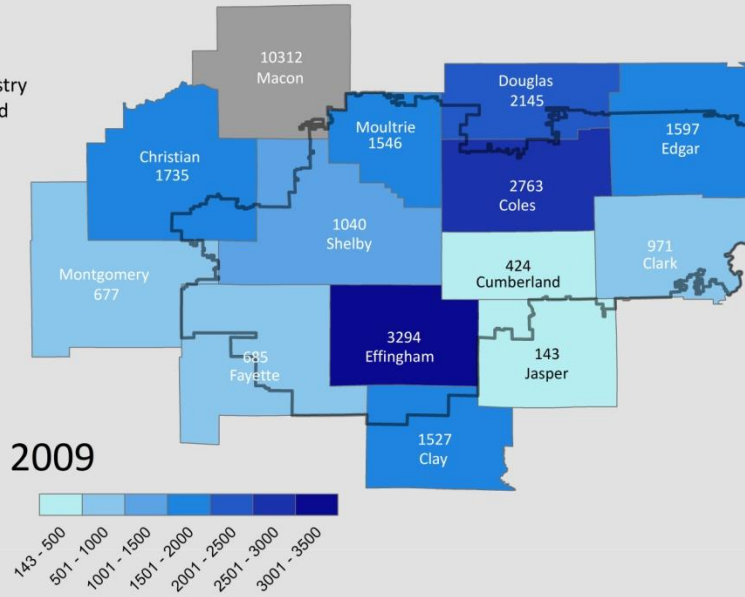 stry
d
10312
Macon
Douglas
2145
Moultrie
1546
1597
Edgar
Christian
1735
2763
Coles
1040
Shelby
971
Clark
424
Cumberland
Montgomery
677
3294
Effingham
143
Jasper
685
Fayette
1527
Clay
2009
143 - 500
501 - 1000
1001 - 1500
1501 - 2000
2001 - 2500
2501 - 3000
3001 - 3500